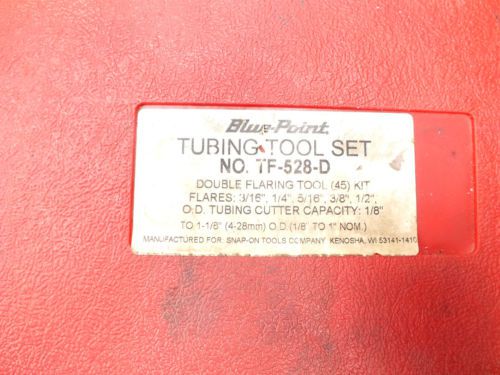 Blue-Point
TUBING TOOL SET
NO. TF-528-D
DOUBLE FLARING TOOL (45) KIT
FLARES: 3/16", 1/4", 5/16", 3/8", 1/2",
O.D. TUBING CUTTER CAPACITY: 1/8"
TO 1-1/8" (4-28mm) O.D (1/8' TO 1" NOM.)
MANUFACTURED FOR SNAP-ON TOOLS COMPANY KENOSHA, WI 53141-1410